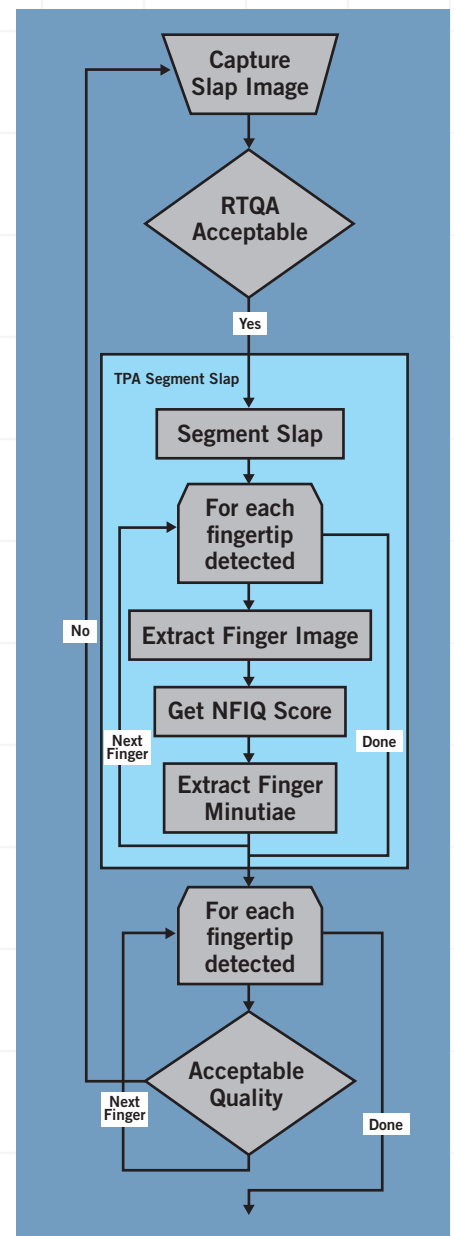 Capture
Slap Image
RTQA
Acceptable
Yes
TPA Segment Slap
Segment Slap
For each
fingertip
detected
Extract Finger Image
No
Get NFIQ Score
Next
Finger
Done
Extract Finger
Minutiae
For each
fingertip
detected
Acceptable
Quality
Next
Finger
Done